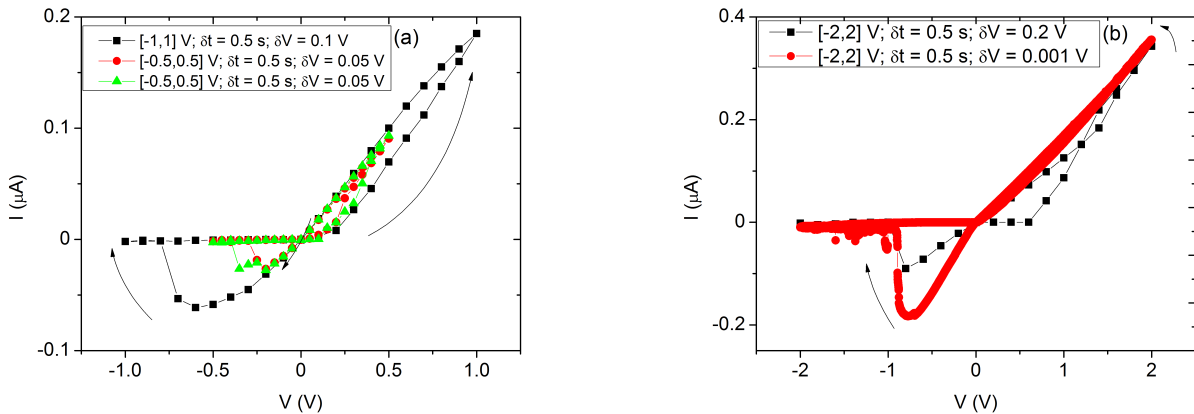 [-1,1] V; δt = 0.5 s; δV = 0.1 V
[-0.5,0.5] V; δt = 0.5 s; δV = 0.05 V
[-0.5,0.5] V; δt = 0.5 s; δV = 0.05 V
(a)
0.2
0.1
0
-0.1
I (μA)
-1.0 -0.5 0 0.5 1.0
V (V)
[-2,2] V; δt = 0.5 s; δV = 0.2 V
[-2,2] V; δt = 0.5 s; δV = 0.001 V
(b)
0.4
0.2
0
-0.2
I (μA)
-2 -1 0 1 2
V (V)